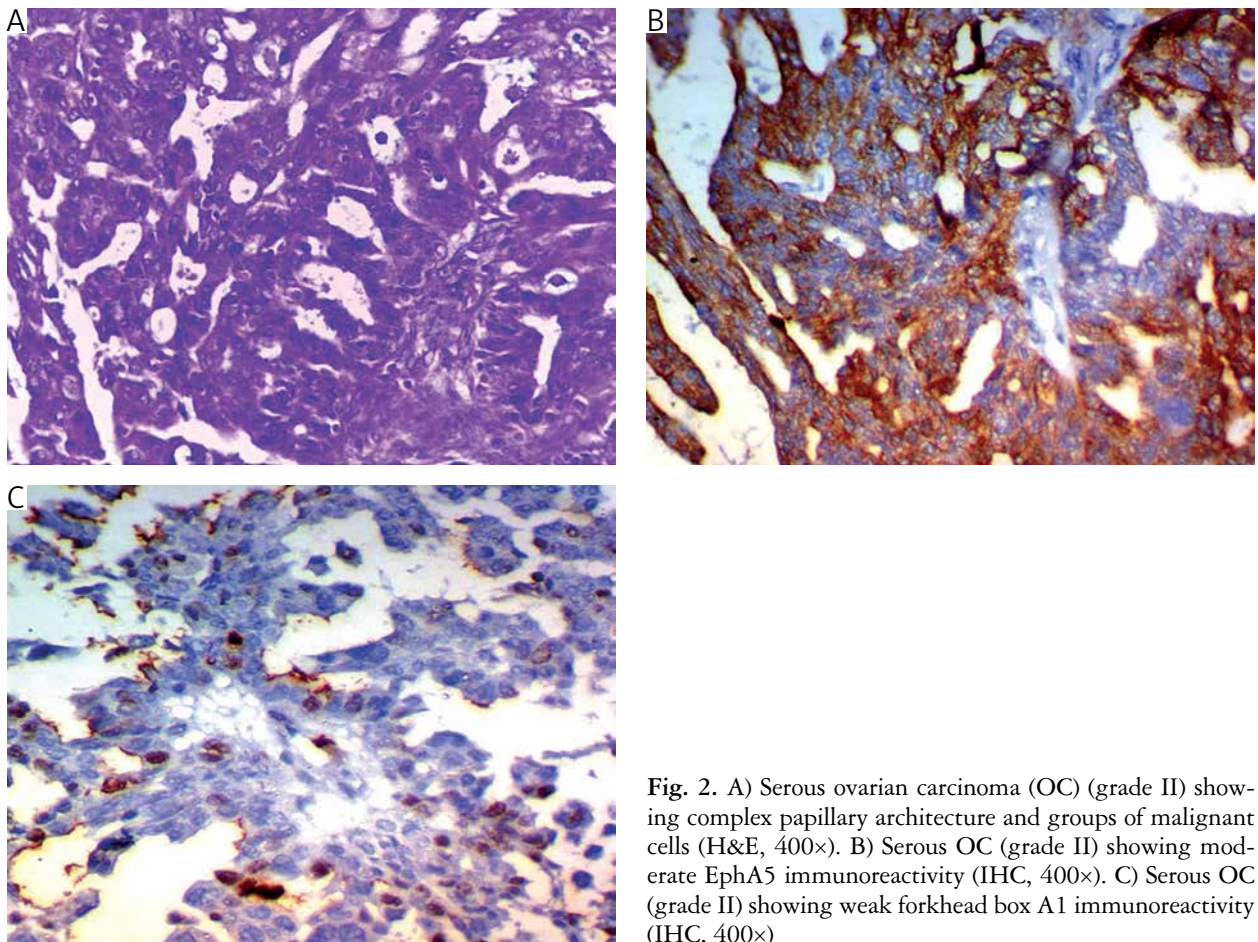 A
B
C
Fig. 2. A) Serous ovarian carcinoma (OC) (grade II) show-
ing complex papillary architecture and groups of malignant
cells (H&E, 400×). B) Serous OC (grade II) showing mod-
erate EphA5 immunoreactivity (IHC, 400×). C) Serous OC
(grade II) showing weak forkhead box A1 immunoreactivity
(IHC, 400×)